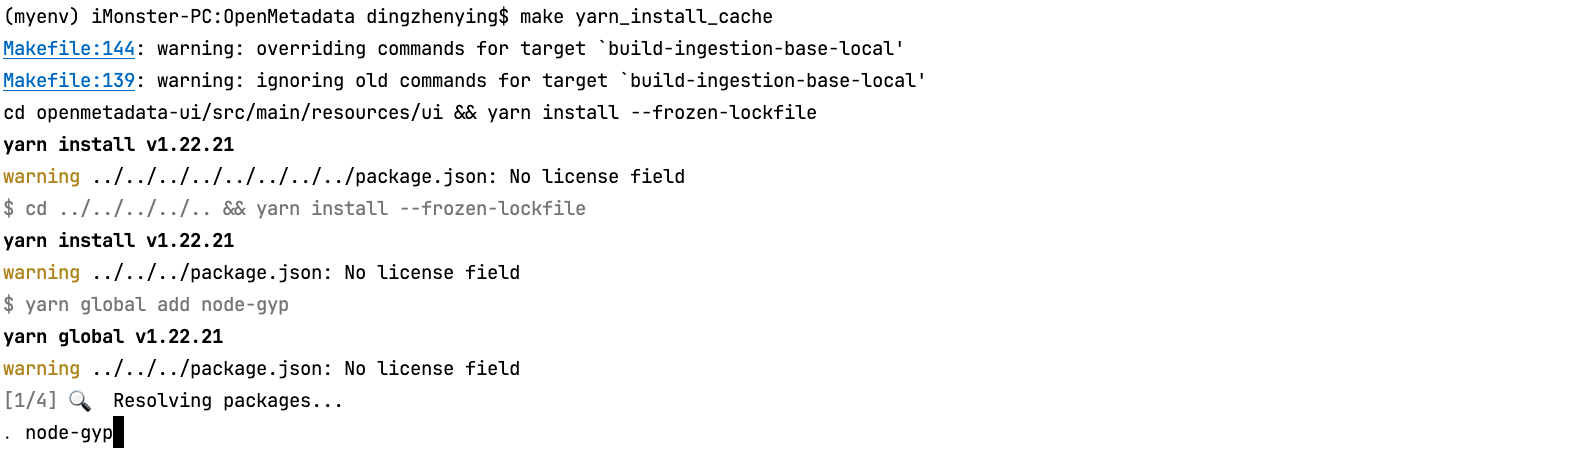 (myenv) iMonster-PC:OpenMetadata dingzhenying$ make yarn_install_cache
Makefile:144: warning: overriding commands for target `build-ingestion-base-local'
Makefile:139: warning: ignoring old commands for target `build-ingestion-base-local'
cd openmetadata-ui/src/main/resources/ui && yarn install --frozen-lockfile
yarn install v1.22.21
warning ../../../../../../../../package.json: No license field
$ cd ../../../../.. && yarn install --frozen-lockfile
yarn install v1.22.21
warning ../../../package.json: No license field
$ yarn global add node-gyp
yarn global v1.22.21
warning ../../../package.json: No license field
[1/4] 🔍  Resolving packages...
. node-gyp